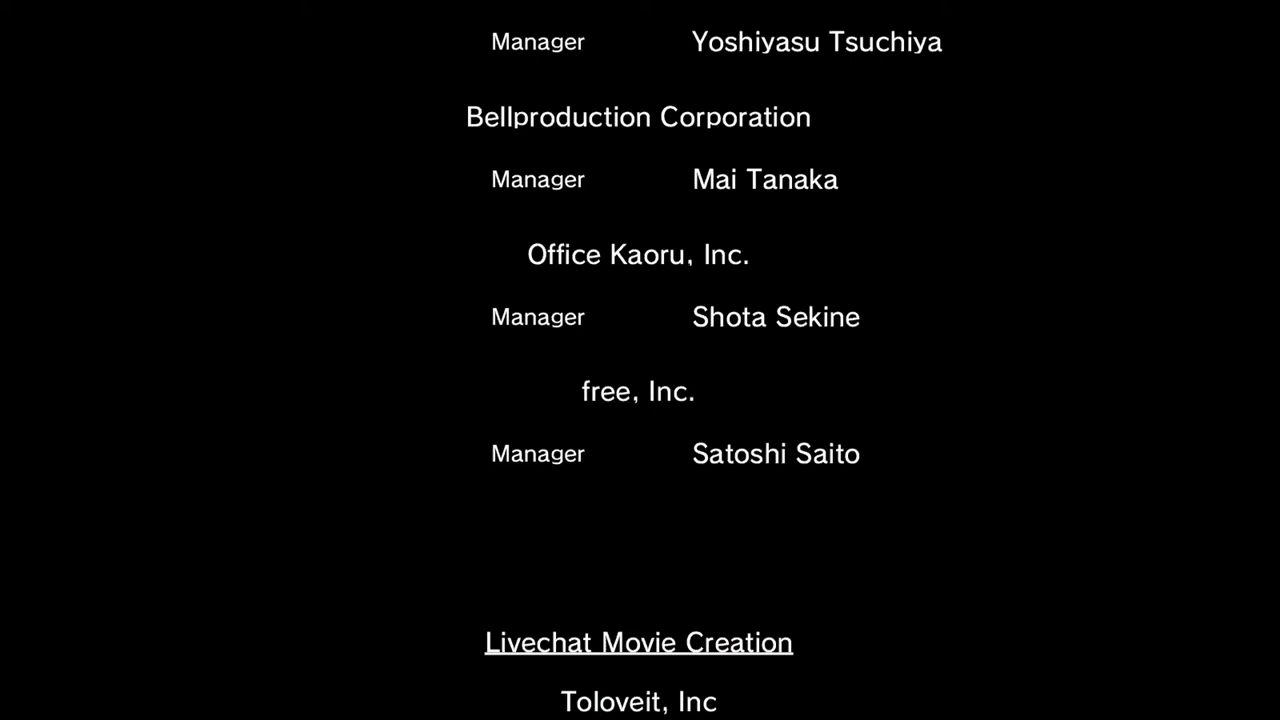 Manager Yoshiyasu Tsuchiya
Bellproduction Corporation
Manager Mai Tanaka
Office Kaoru, Inc.
Manager Shota Sekine
free, Inc.
Manager Satoshi Saito
Livechat Movie Creation
Toloveit, Inc